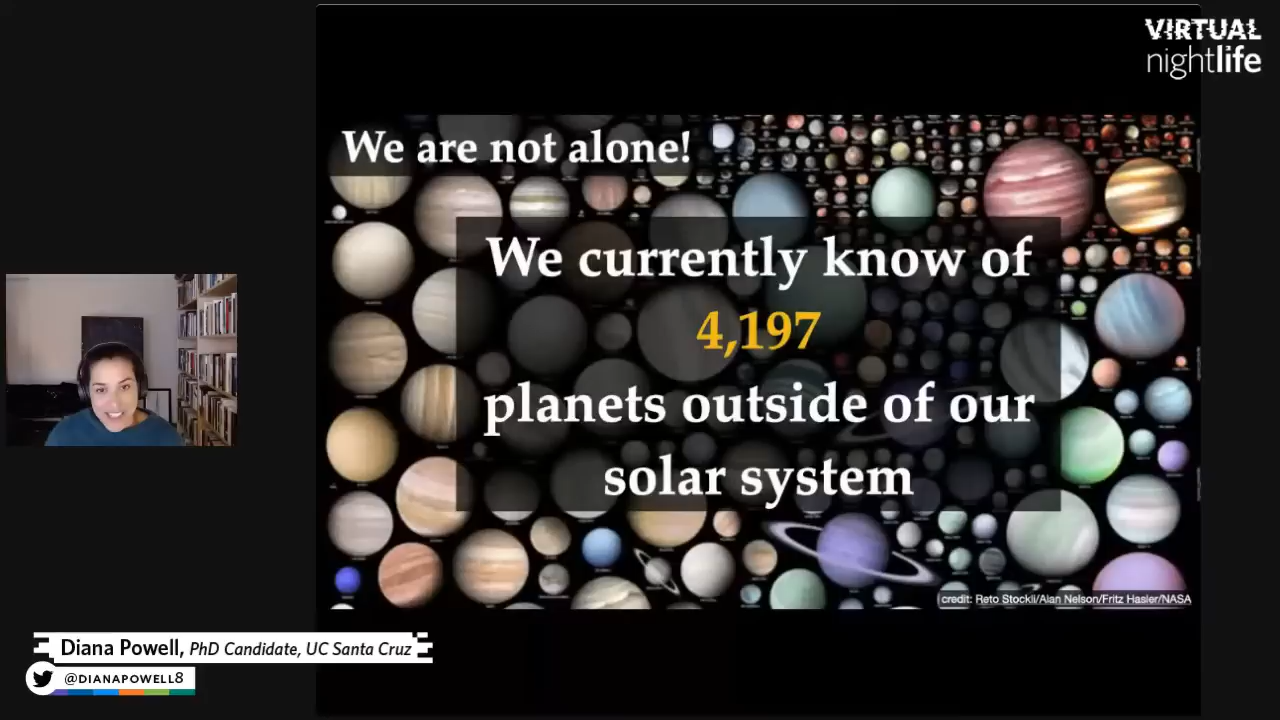 VIRTUAL
nightlife
We are not alone!
We currently know of
4,197
planets outside of our
solar system
credit: Reto Stockli/Alan Nelson/Fritz Hasler/NASA
Diana Powell, PhD Candidate, UC Santa Cruz
@DIANAPOWELL8